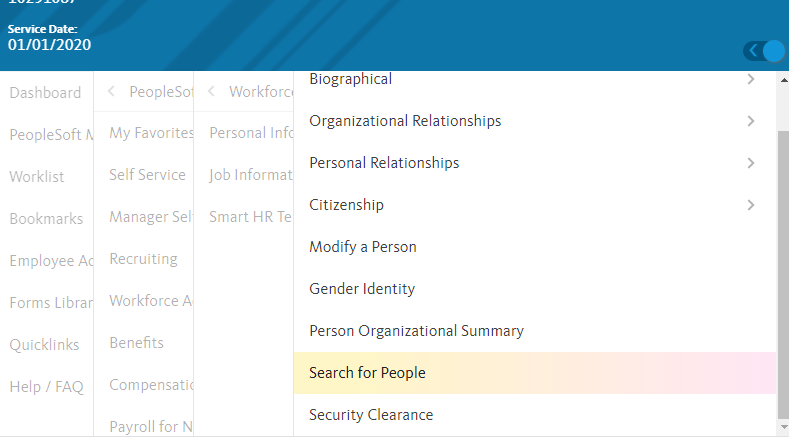 Service Date:
01/01/2020
Dashboard
PeopleSoft M
Worklist
Bookmarks
Employee Ac
Forms Librar
Quicklinks
Help / FAQ
PeopleSof
My Favorites
Self Service
Manager Sel
Recruiting
Workforce A
Benefits
Compensatio
Payroll for N
Workforce
Personal Info
Job Informat
Smart HR Te
Biographical
Organizational Relationships
Personal Relationships
Citizenship
Modify a Person
Gender Identity
Person Organizational Summary
Search for People
Security Clearance